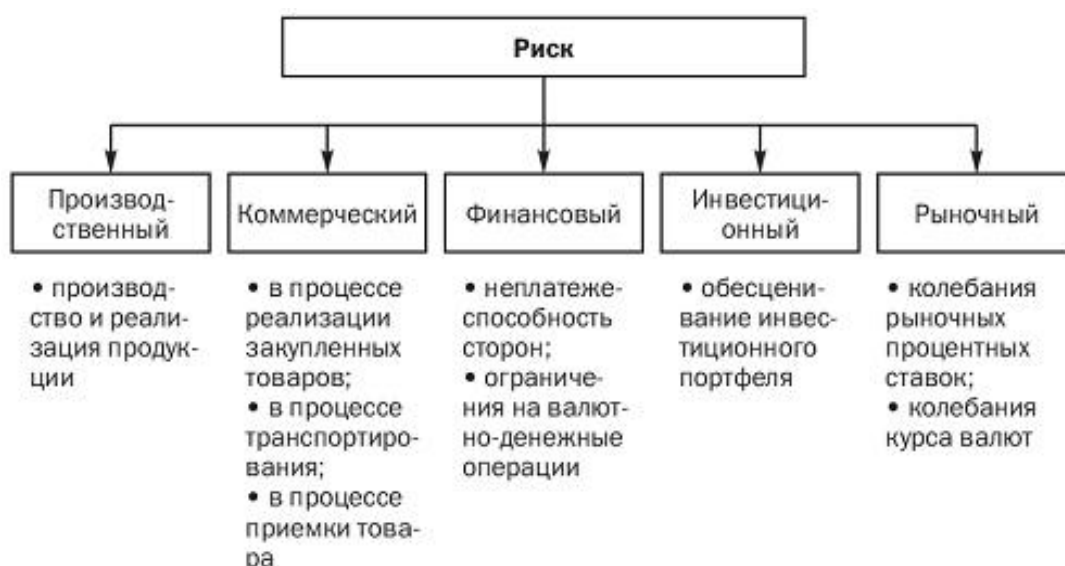 Риск
Производ-
ственный
Коммерческий
Финансовый
Инвестици-
онный
Рыночный
• производ-
ство и реали-
зация продук-
ции
• в процессе
реализации
закупленных
товаров;
• в процессе
транспортиро-
вания;
• в процессе
приемки това-
ра
• неплатеже-
способность
сторон;
• ограниче-
ния на валют-
но-денежные
операции
• обесцени-
вание инвес-
тиционного
портфеля
• колебания
рыночных
процентных
ставок;
• колебания
курса валют